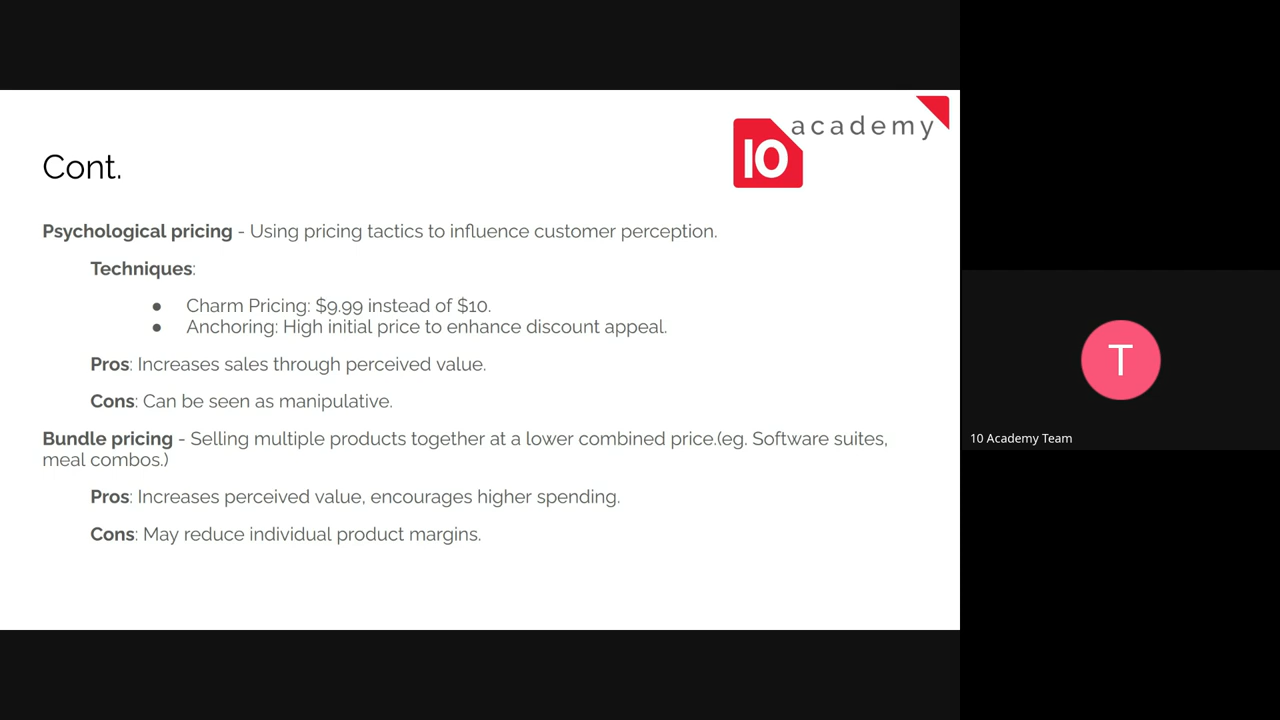 academy
10
Cont.
Psychological pricing - Using pricing tactics to influence customer perception.
Techniques:
● Charm Pricing: $9.99 instead of $10.
● Anchoring: High initial price to enhance discount appeal.
Pros: Increases sales through perceived value.
Cons: Can be seen as manipulative.
Bundle pricing - Selling multiple products together at a lower combined price.(eg. Software suites,
meal combos.)
Pros: Increases perceived value, encourages higher spending.
Cons: May reduce individual product margins.
T
10 Academy Team